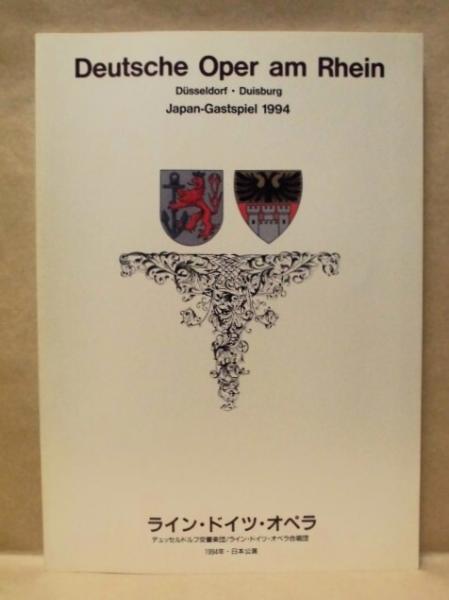 Deutsche Oper am Rhein
Düsseldorf · Duisburg
Japan-Gastspiel 1994
ライン・ドイツ・オペラ
デュッセルドルフ交響楽団/ライン・ドイツ・オペラ合唱団
1994年・日本公演